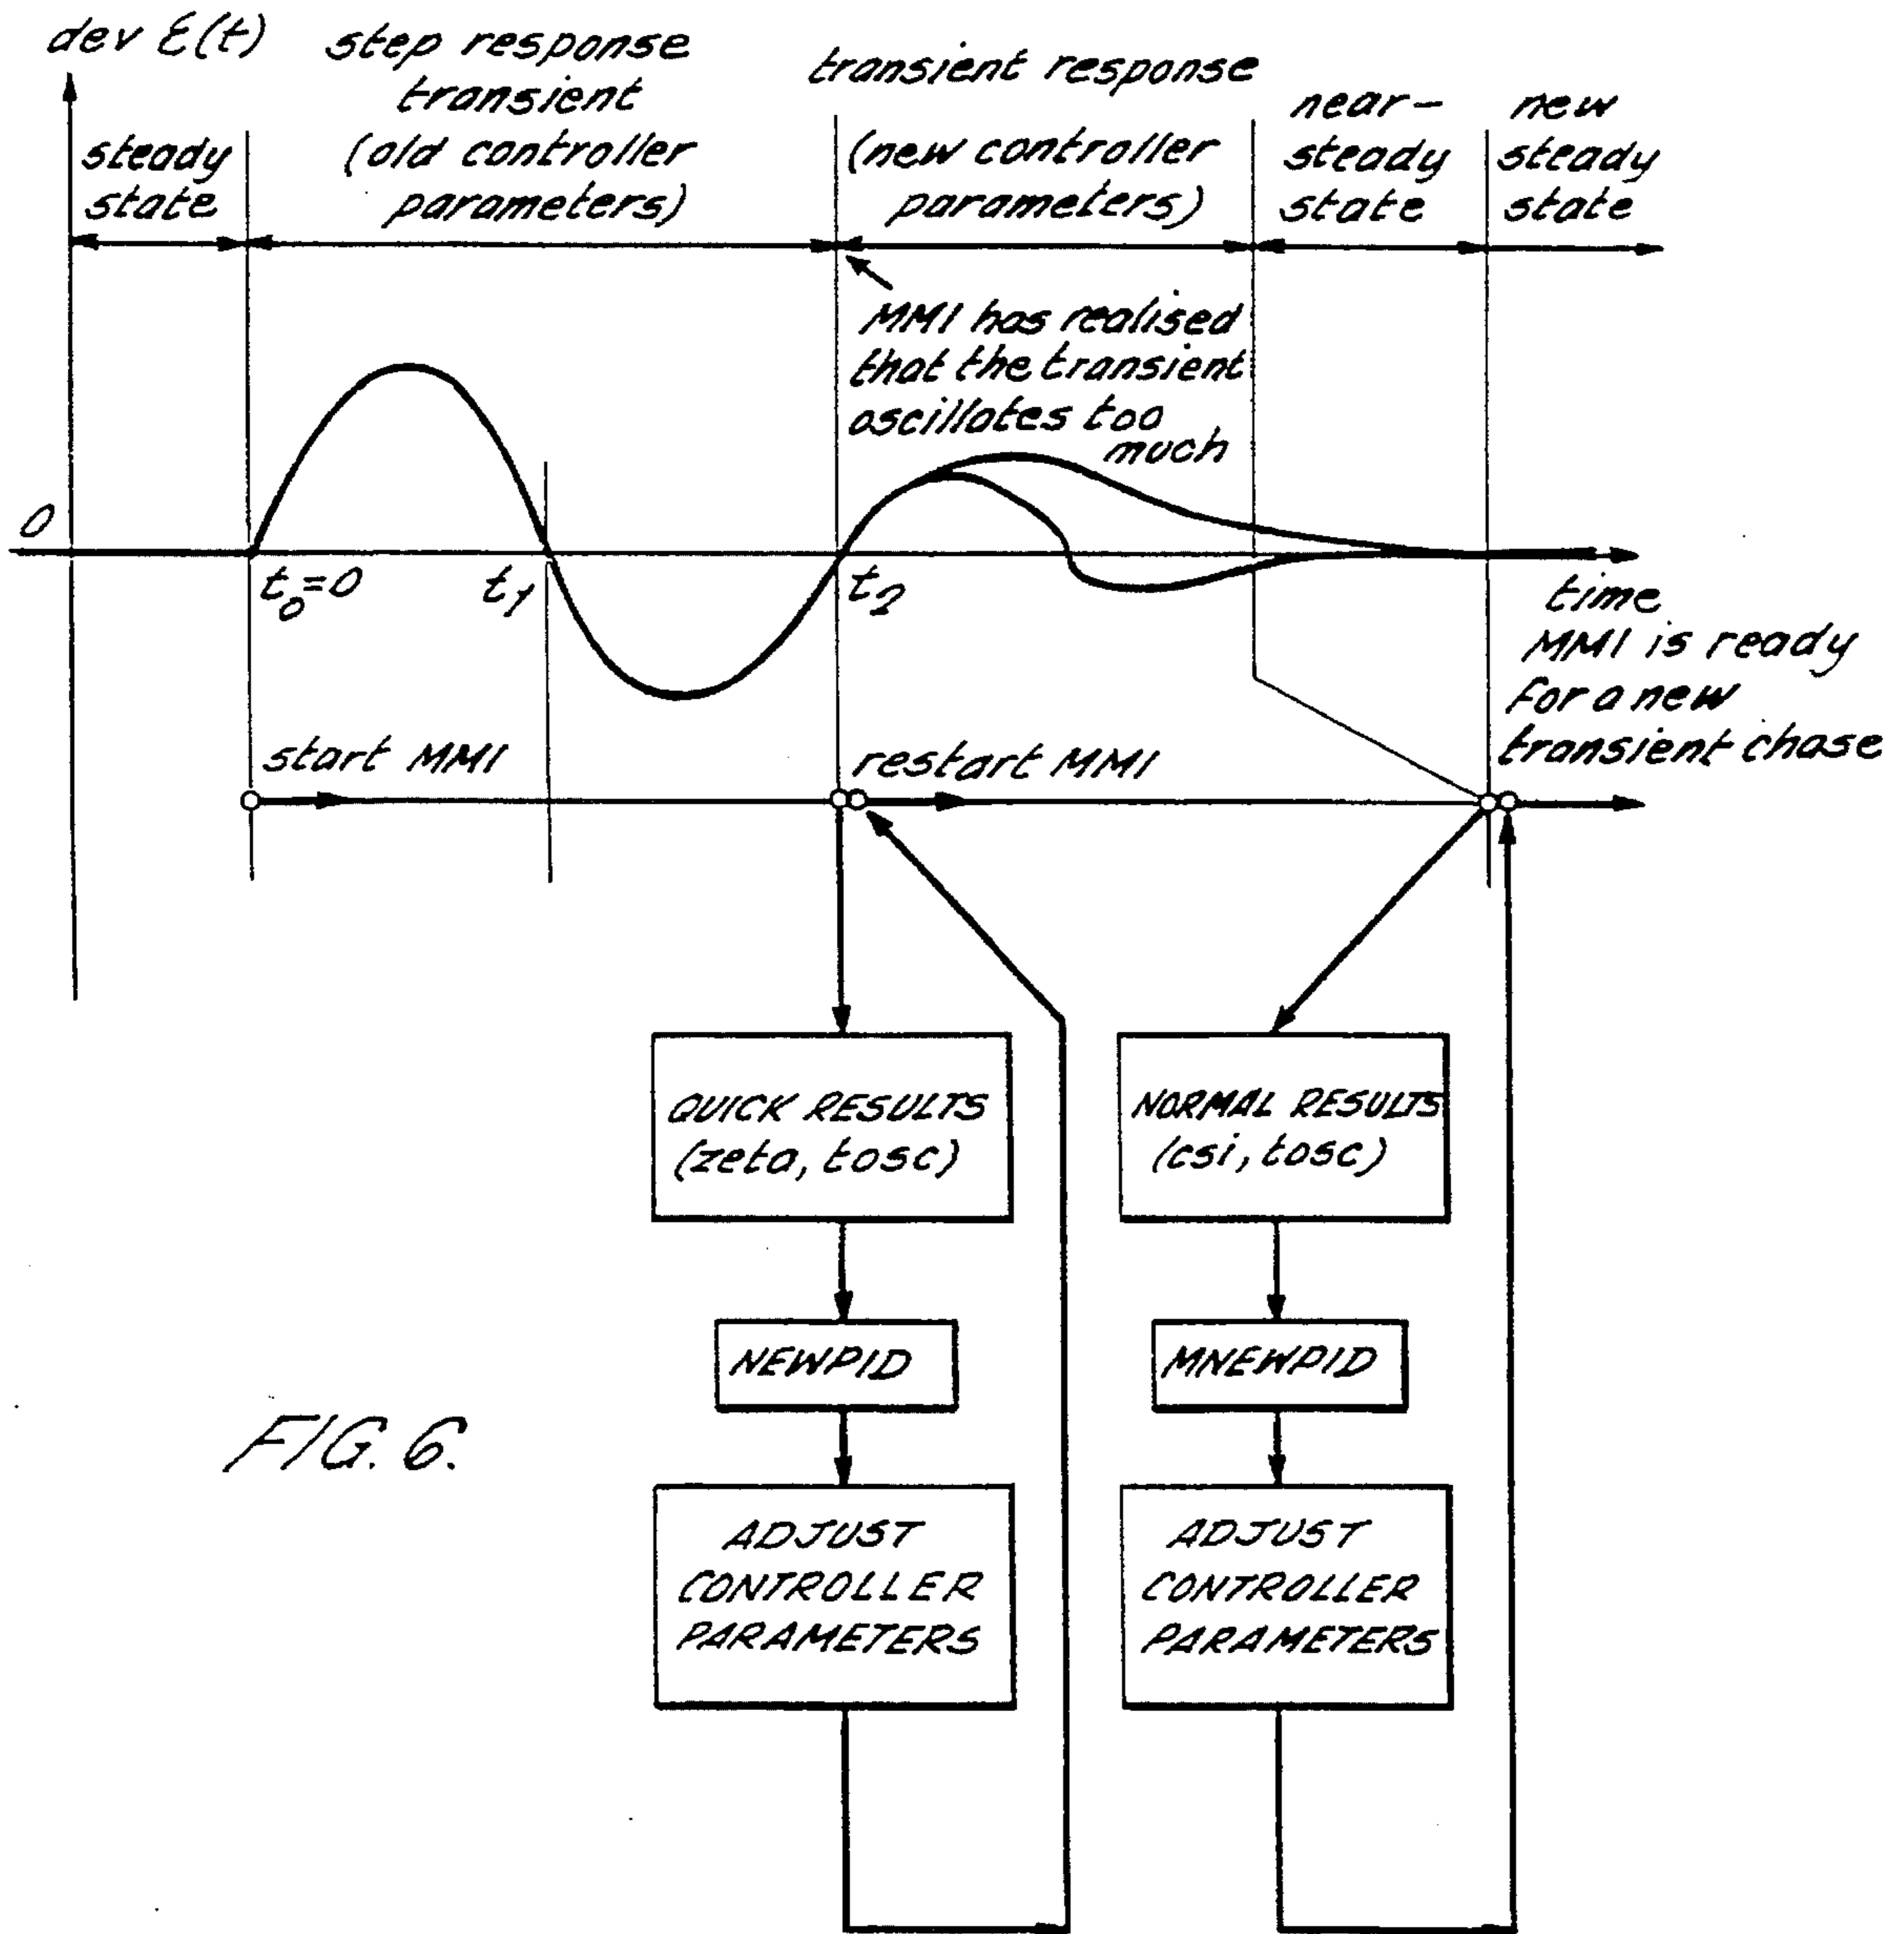 dev ε(t)
step response
transient
(old controller
parameters)
transient response
(new controller
parameters)
near-
steady
state
new
steady
state
steady
state
MMI has realised
that the transient
oscillates too
much
0
t₀=0
t₁
t₂
time
MMI is ready
for a new
transient chase
start MMI
restart MMI
QUICK RESULTS
(zeta, tosc)
NORMAL RESULTS
(csi, tosc)
NEWPID
MNEWPID
ADJUST
CONTROLLER
PARAMETERS
ADJUST
CONTROLLER
PARAMETERS
FIG. 6.